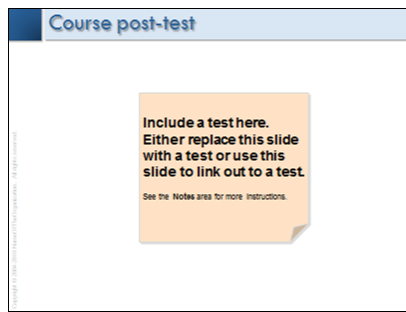 Course post-test
Include a test here.
Either replace this slide
with a test or use this
slide to link out to a test.
See the Notes area for more instructions.